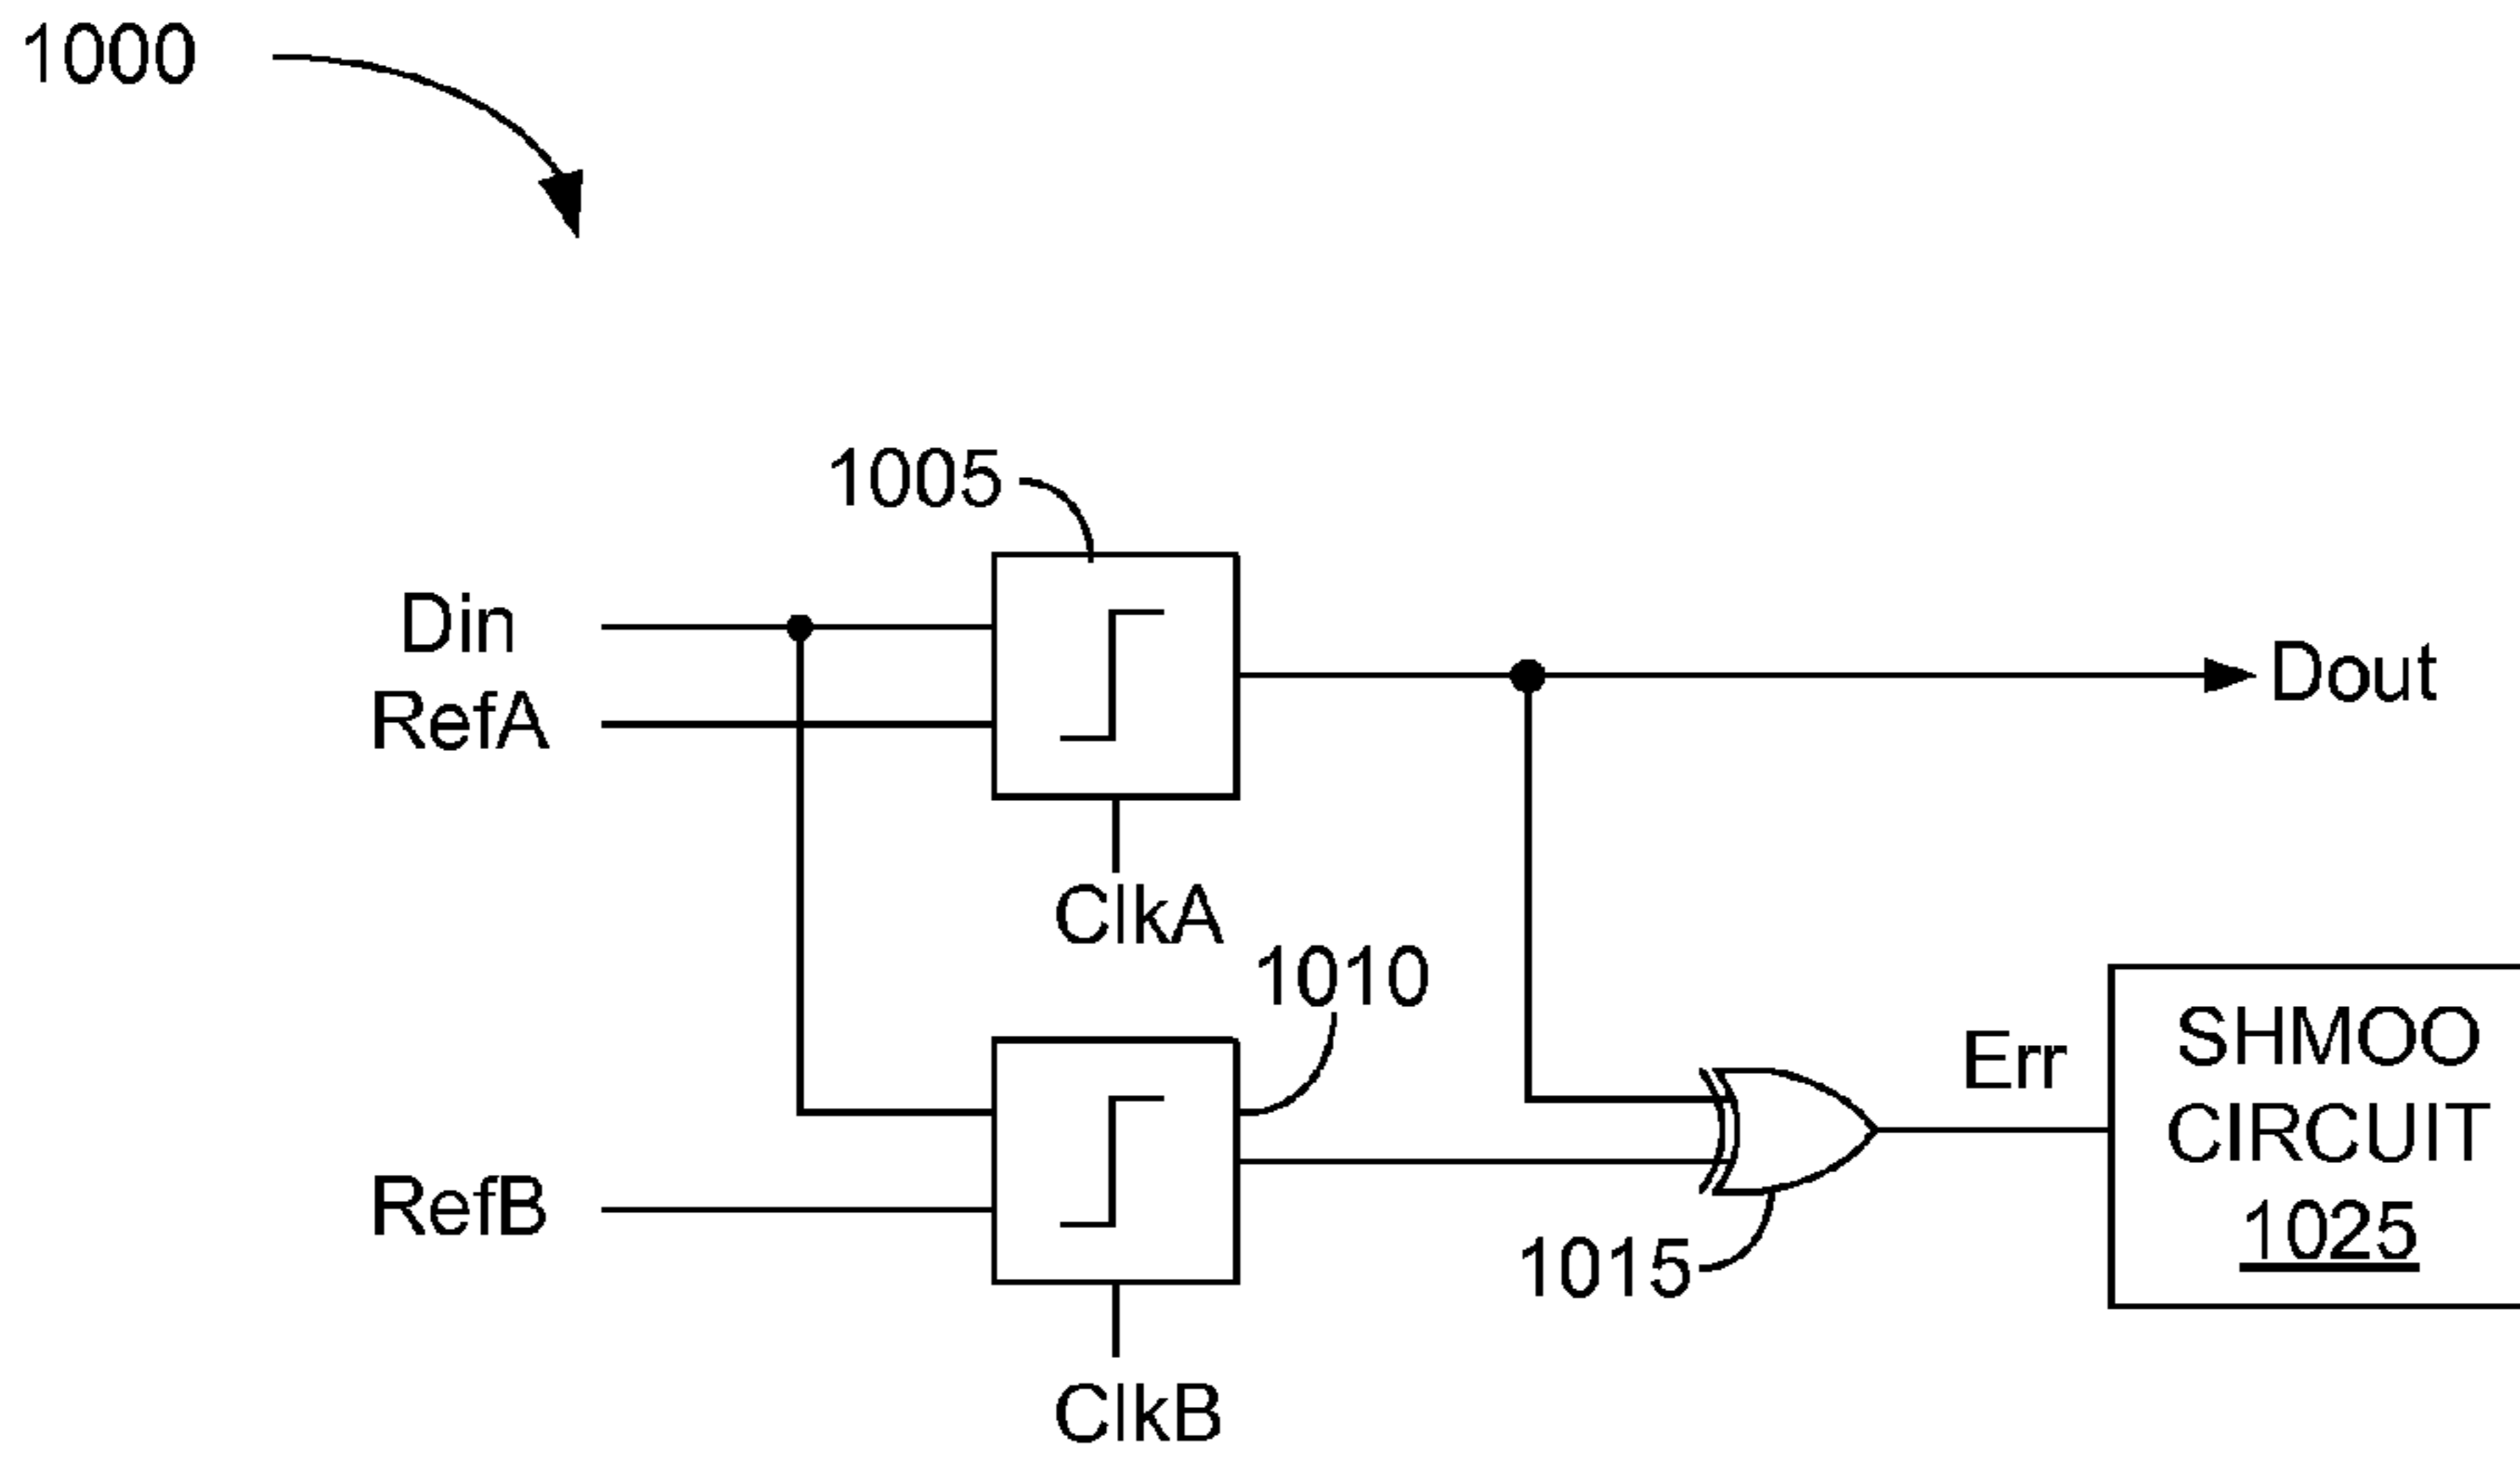 1000
1005
Din
RefA
Dout
ClkA
1010
Err
SHMOO
CIRCUIT
1025
RefB
1015
ClkB